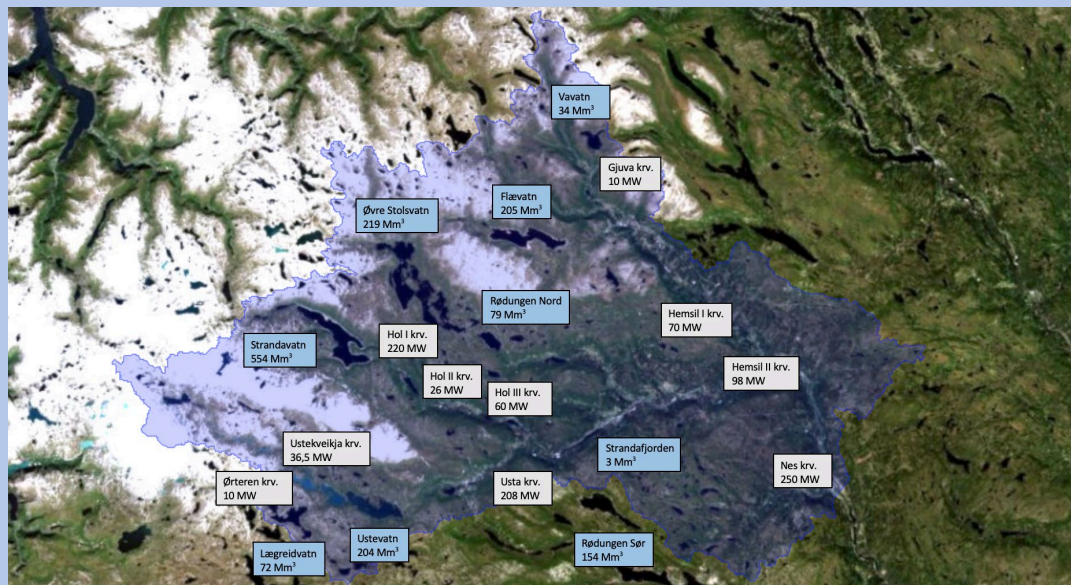 Vavatn
34 Mm³
Gjuva krv.
10 MW
Flævatn
205 Mm³
Øvre Stolsvatn
219 Mm³
Rødungen Nord
79 Mm³
Hemsil I krv.
70 MW
Hol I krv.
220 MW
Strandavatn
554 Mm³
Hemsil II krv.
98 MW
Hol II krv.
26 MW
Hol III krv.
60 MW
Ustekveikja krv.
36,5 MW
Strandafjorden
3 Mm³
Nes krv.
250 MW
Ørteren krv.
10 MW
Usta krv.
208 MW
Ustevatn
204 Mm³
Lægreidvatn
72 Mm³
Rødungen Sør
154 Mm³